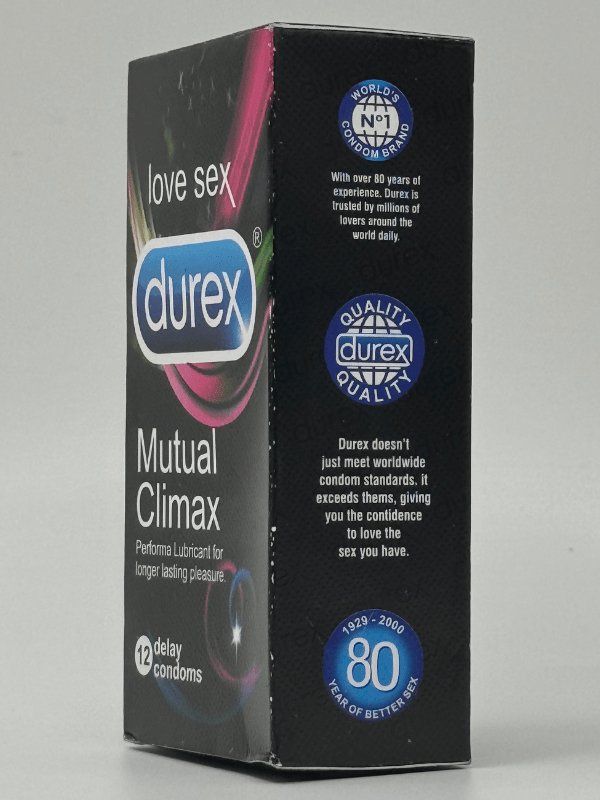 love sex
durex®
Mutual
Climax
Performa Lubricant for
longer lasting pleasure.
12 delay
condoms
WORLD'S
Nº1
CONDOM BRAND
With over 80 years of
experience. Durex is
trusted by millions of
lovers around the
world daily.
QUALITY
durex
QUALITY
Durex doesn't
just meet worldwide
condom standards. it
exceeds thems, giving
you the contidence
to love the
sex you have.
1929 - 2000
80
YEAR OF BETTER SEX